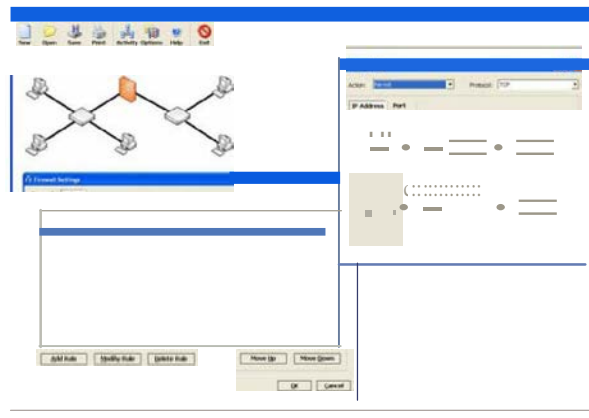 New Open Save Print Activity Options Help Exit
Action: Permit Protocol: TCP
IP Address Port
Firewall Settings
Add Rule Modify Rule Delete Rule Move Up Move Down
OK Cancel